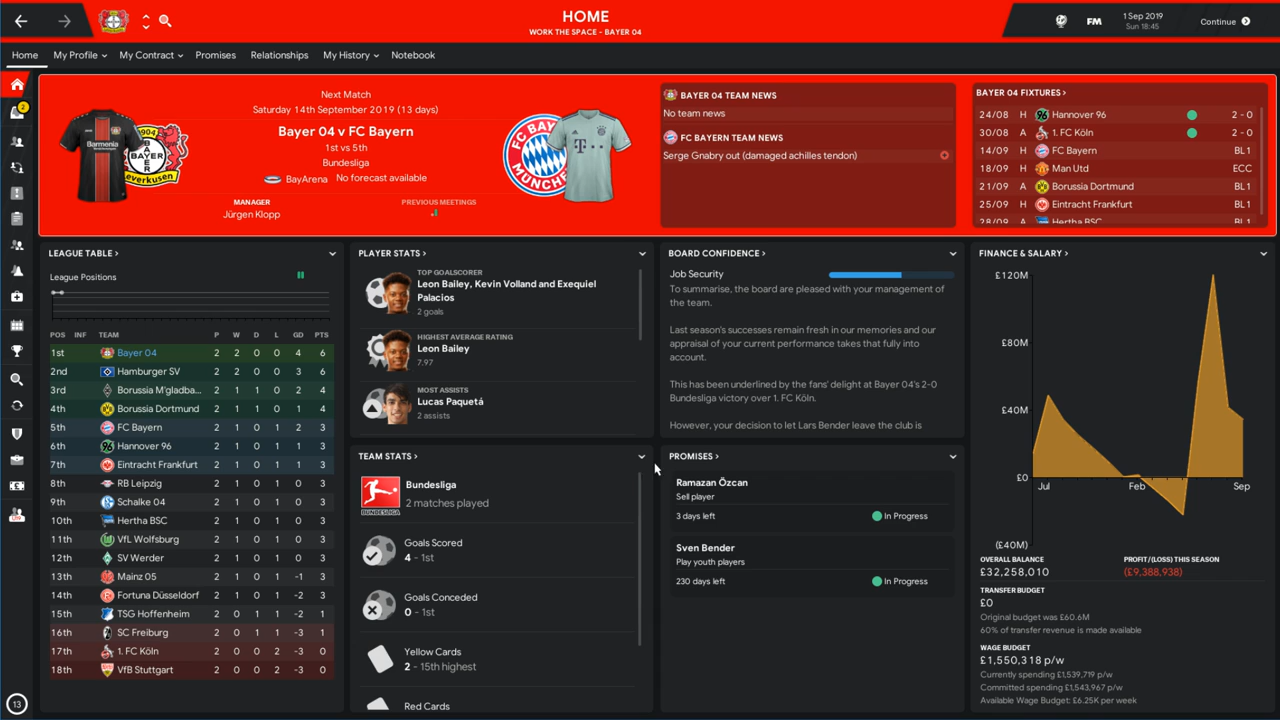 HOME
WORK THE SPACE - BAYER 04
FM
1 Sep 2019
Sun 18:45
Continue
Home
My Profile
My Contract
Promises
Relationships
My History
Notebook
2
13
Next Match
Saturday 14th September 2019 (13 days)
Bayer 04 v FC Bayern
1st vs 5th
Bundesliga
BayArena
No forecast available
MANAGER
Jürgen Klopp
PREVIOUS MEETINGS
Barmenia
1904
BAYER
FC BAYERN
MÜNCHEN
T
BAYER 04 TEAM NEWS
No team news
FC BAYERN TEAM NEWS
Serge Gnabry out (damaged achilles tendon)
BAYER 04 FIXTURES >
24/08 H Hannover 96 2 - 0
30/08 A 1. FC Köln 2 - 0
14/09 H FC Bayern BL1
18/09 H Man Utd ECC
21/09 A Borussia Dortmund BL1
25/09 H Eintracht Frankfurt BL1
28/09 A Hertha BSC BL1
LEAGUE TABLE >
League Positions
POS INF TEAM P W D L GD PTS
1st Bayer 04 2 2 0 0 4 6
2nd Hamburger SV 2 2 0 0 3 6
3rd Borussia M'gladba... 2 1 1 0 2 4
4th Borussia Dortmund 2 1 1 0 1 4
5th FC Bayern 2 1 0 1 2 3
6th Hannover 96 2 1 0 1 1 3
7th Eintracht Frankfurt 2 1 0 1 1 3
8th RB Leipzig 2 1 0 1 0 3
9th Schalke 04 2 1 0 1 0 3
10th Hertha BSC 2 1 0 1 0 3
11th VfL Wolfsburg 2 1 0 1 0 3
12th SV Werder 2 1 0 1 0 3
13th Mainz 05 2 1 0 1 -1 3
14th Fortuna Düsseldorf 2 1 0 1 -2 3
15th TSG Hoffenheim 2 0 1 1 -2 1
16th SC Freiburg 2 0 1 1 -3 1
17th 1. FC Köln 2 0 0 2 -3 0
18th VfB Stuttgart 2 0 0 2 -3 0
PLAYER STATS >
TOP GOALSCORER
Leon Bailey, Kevin Volland and Exequiel
Palacios
2 goals
HIGHEST AVERAGE RATING
Leon Bailey
7.97
MOST ASSISTS
Lucas Paquetá
2 assists
TEAM STATS >
BUNDESLIGA
Bundesliga
2 matches played
Goals Scored
4 - 1st
Goals Conceded
0 - 1st
Yellow Cards
2 - 15th highest
Red Cards
BOARD CONFIDENCE >
Job Security
To summarise, the board are pleased with your management of
the team.
Last season's successes remain fresh in our memories and our
appraisal of your current performance takes that fully into
account.
This has been underlined by the fans' delight at Bayer 04's 2-0
Bundesliga victory over 1. FC Köln.
However, your decision to let Lars Bender leave the club is
PROMISES >
Ramazan Özcan
Sell player
3 days left
In Progress
Sven Bender
Play youth players
230 days left
In Progress
FINANCE & SALARY >
£120M
£80M
£40M
£0
(£40M)
Jul Feb Sep
OVERALL BALANCE
£32,258,010
PROFIT/(LOSS) THIS SEASON
(£9,388,938)
TRANSFER BUDGET
£0
Original budget was £60.6M
60% of transfer revenue is made available
WAGE BUDGET
£1,550,318 p/w
Currently spending £1,539,719 p/w
Committed spending £1,543,967 p/w
Available Wage Budget: £6.25K per week